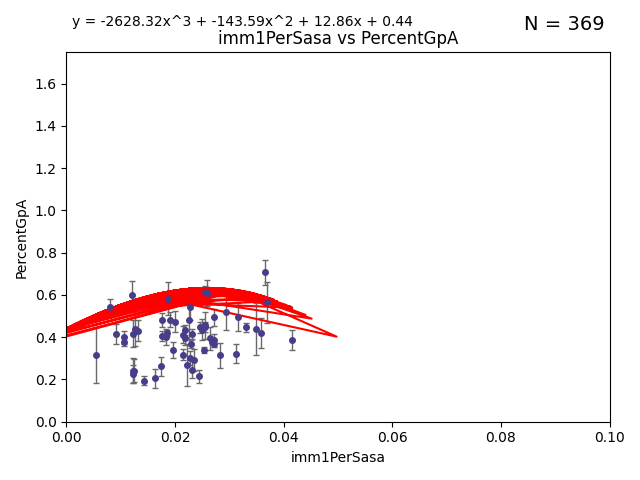 y = -2628.32x^3 + -143.59x^2 + 12.86x + 0.44
N = 369
imm1PerSasa vs PercentGpA
PercentGpA
1.6
1.4
1.2
1.0
0.8
0.6
0.4
0.2
0.0
0.00 0.02 0.04 0.06 0.08 0.10
imm1PerSasa